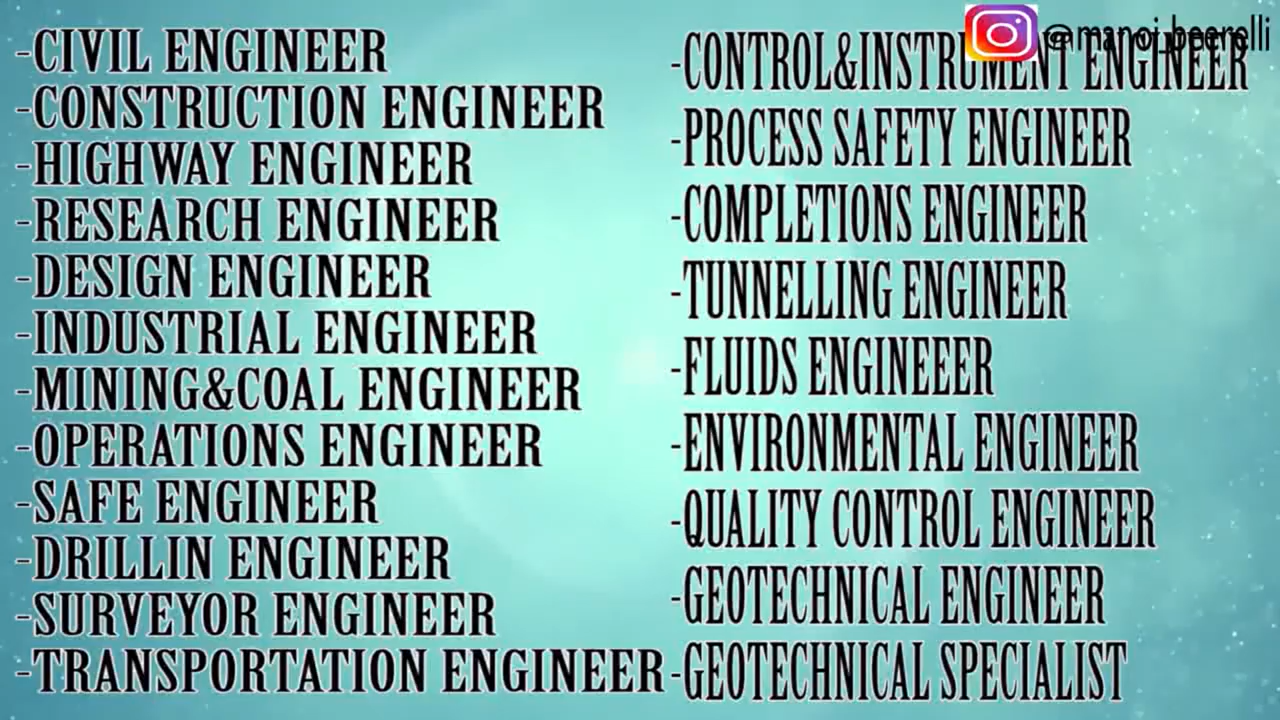 -CIVIL ENGINEER
-CONSTRUCTION ENGINEER
-HIGHWAY ENGINEER
-RESEARCH ENGINEER
-DESIGN ENGINEER
-INDUSTRIAL ENGINEER
-MINING&COAL ENGINEER
-OPERATIONS ENGINEER
-SAFE ENGINEER
-DRILLIN ENGINEER
-SURVEYOR ENGINEER
-TRANSPORTATION ENGINEER
@manoj_beerelli
-CONTROL&INSTRUMENT ENGINEER
-PROCESS SAFETY ENGINEER
-COMPLETIONS ENGINEER
-TUNNELLING ENGINEER
-FLUIDS ENGINEEER
-ENVIRONMENTAL ENGINEER
-QUALITY CONTROL ENGINEER
-GEOTECHNICAL ENGINEER
-GEOTECHNICAL SPECIALIST